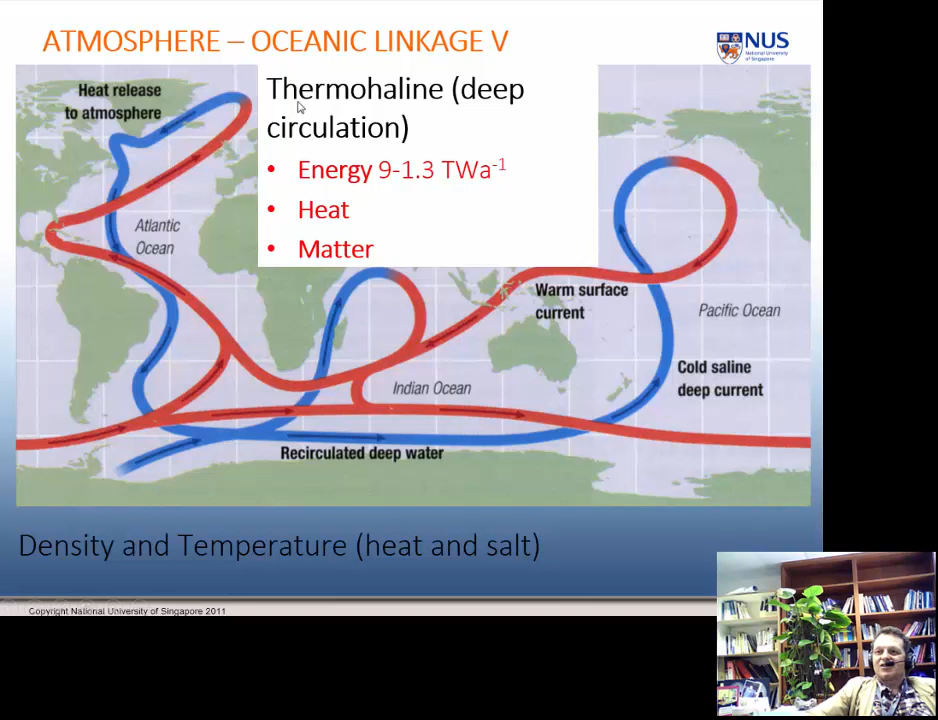 ATMOSPHERE – OCEANIC LINKAGE V
NUS
National University
of Singapore
Heat release
to atmosphere
Thermohaline (deep
circulation)
• Energy 9-1.3 TWa-1
• Heat
• Matter
Atlantic
Ocean
Warm surface
current
Pacific Ocean
Cold saline
deep current
Indian Ocean
Recirculated deep water
Density and Temperature (heat and salt)
Copyright National University of Singapore 2011